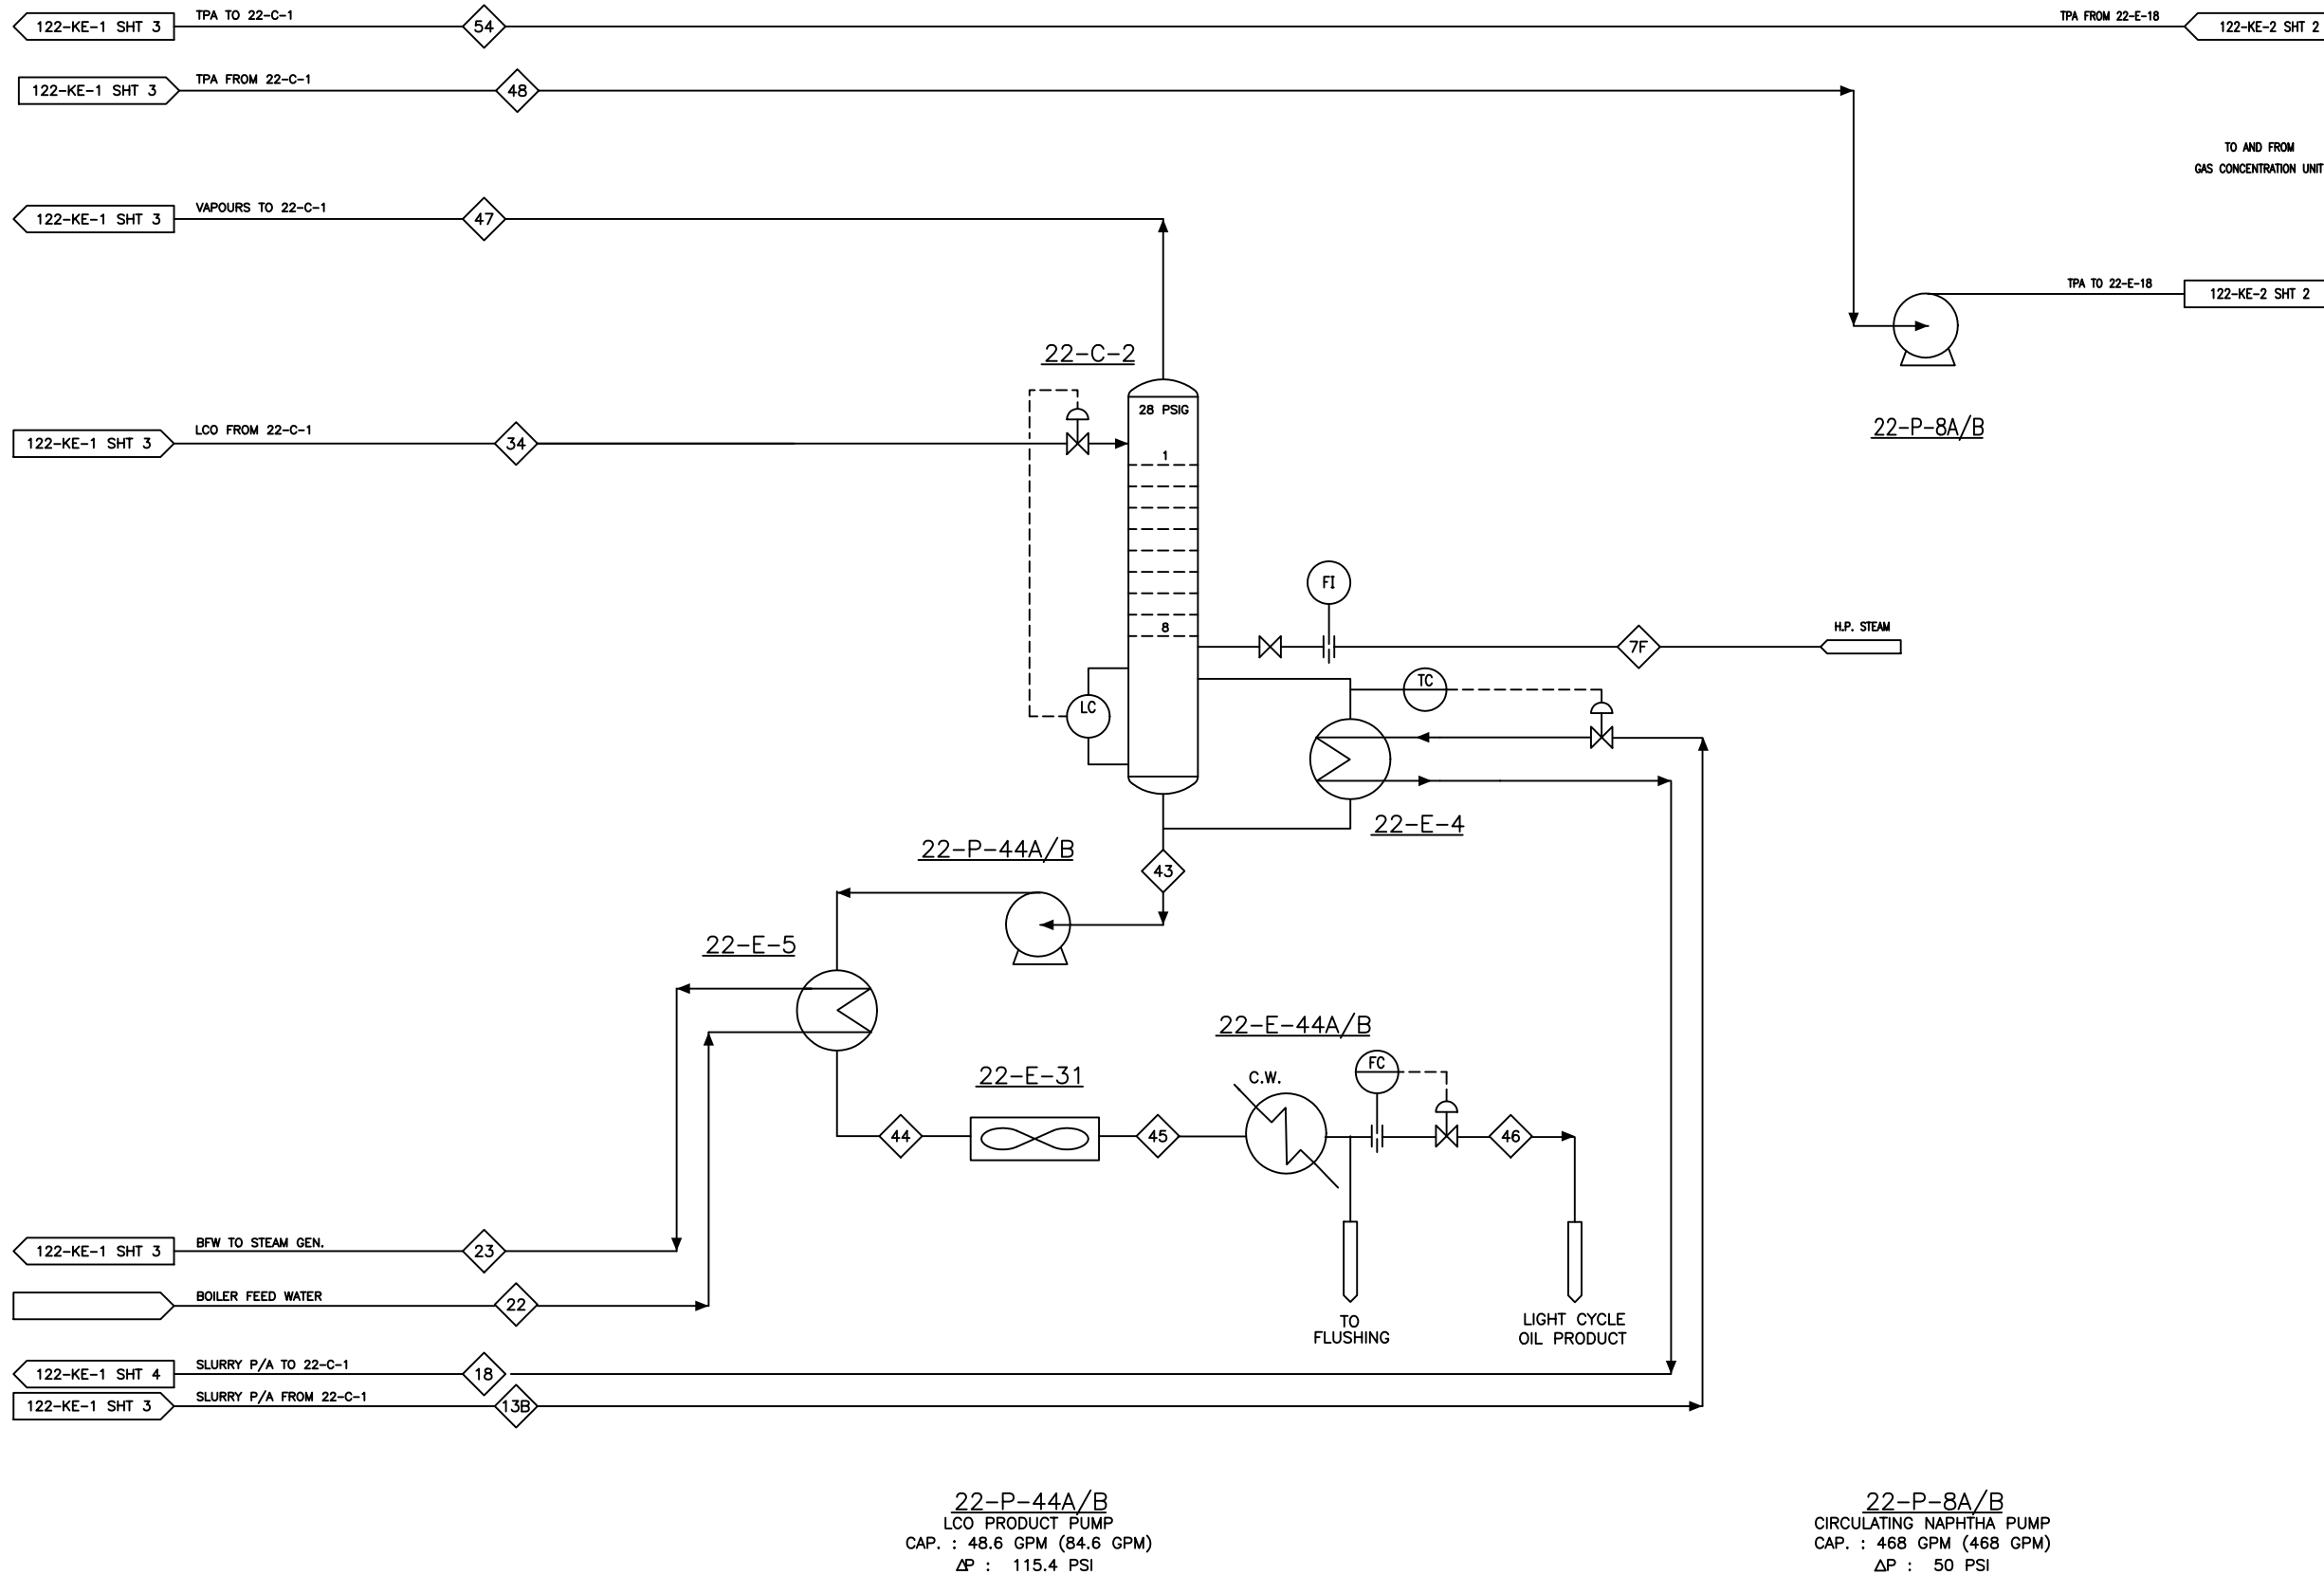 122-KE-1 SHT 3
TPA TO 22-C-1
54
TPA FROM 22-E-18
122-KE-2 SHT 2
122-KE-1 SHT 3
TPA FROM 22-C-1
48
TO AND FROM
GAS CONCENTRATION UNIT
122-KE-1 SHT 3
VAPOURS TO 22-C-1
47
TPA TO 22-E-18
122-KE-2 SHT 2
22-C-2
28 PSIG
22-P-8A/B
122-KE-1 SHT 3
LCO FROM 22-C-1
34
1
FI
8
7F
H.P. STEAM
TC
LC
22-E-4
22-P-44A/B
43
22-E-5
22-E-44A/B
22-E-31
C.W.
FC
44
45
46
122-KE-1 SHT 3
BFW TO STEAM GEN.
23
BOILER FEED WATER
22
TO
FLUSHING
LIGHT CYCLE
OIL PRODUCT
122-KE-1 SHT 4
SLURRY P/A TO 22-C-1
18
122-KE-1 SHT 3
SLURRY P/A FROM 22-C-1
13B
22-P-44A/B
LCO PRODUCT PUMP
CAP. : 48.6 GPM (84.6 GPM)
ΔP : 115.4 PSI
22-P-8A/B
CIRCULATING NAPHTHA PUMP
CAP. : 468 GPM (468 GPM)
ΔP : 50 PSI